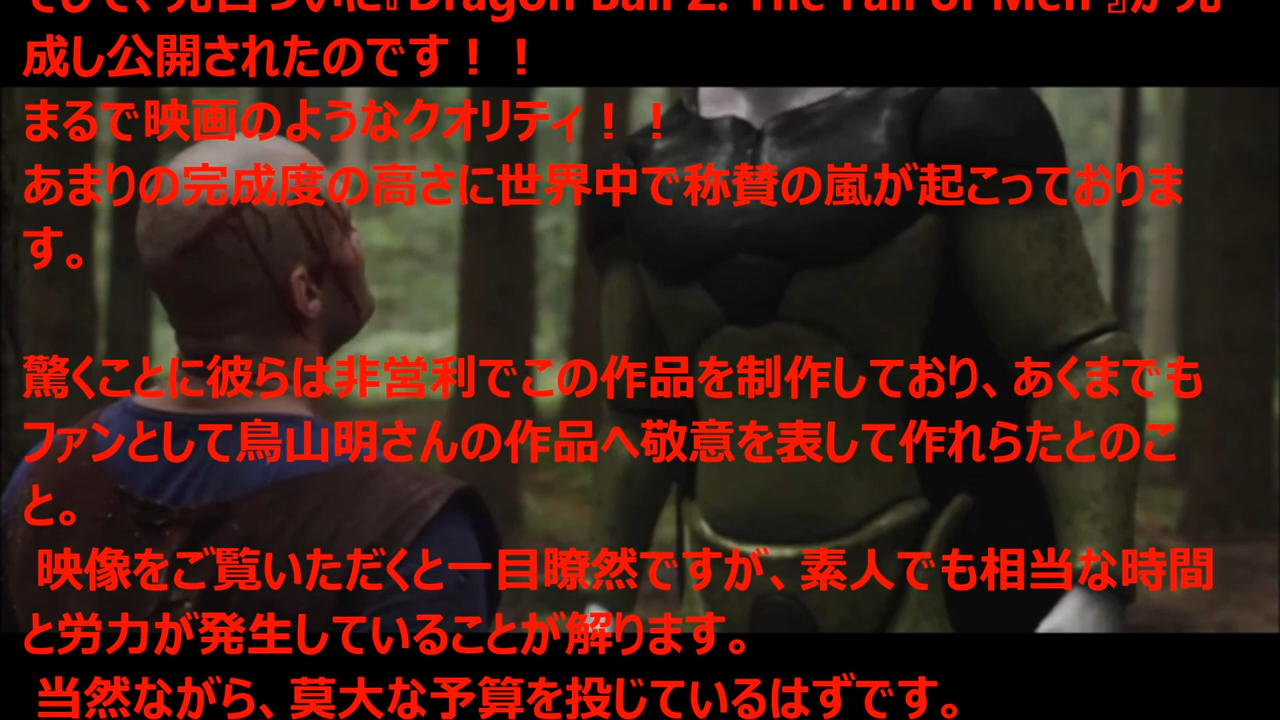 Dragon Ball Z: The Fall of Men 』が完
成し公開されたのです！！
まるで映画のようなクオリティ！！
あまりの完成度の高さに世界中で称賛の嵐が起こっておりま
す。
驚くことに彼らは非営利でこの作品を制作しており、あくまでも
ファンとして鳥山明さんの作品へ敬意を表して作れらたとのこ
と。
映像をご覧いただくと一目瞭然ですが、素人でも相当な時間
と労力が発生していることが解ります。
当然ながら、莫大な予算を投じているはずです。